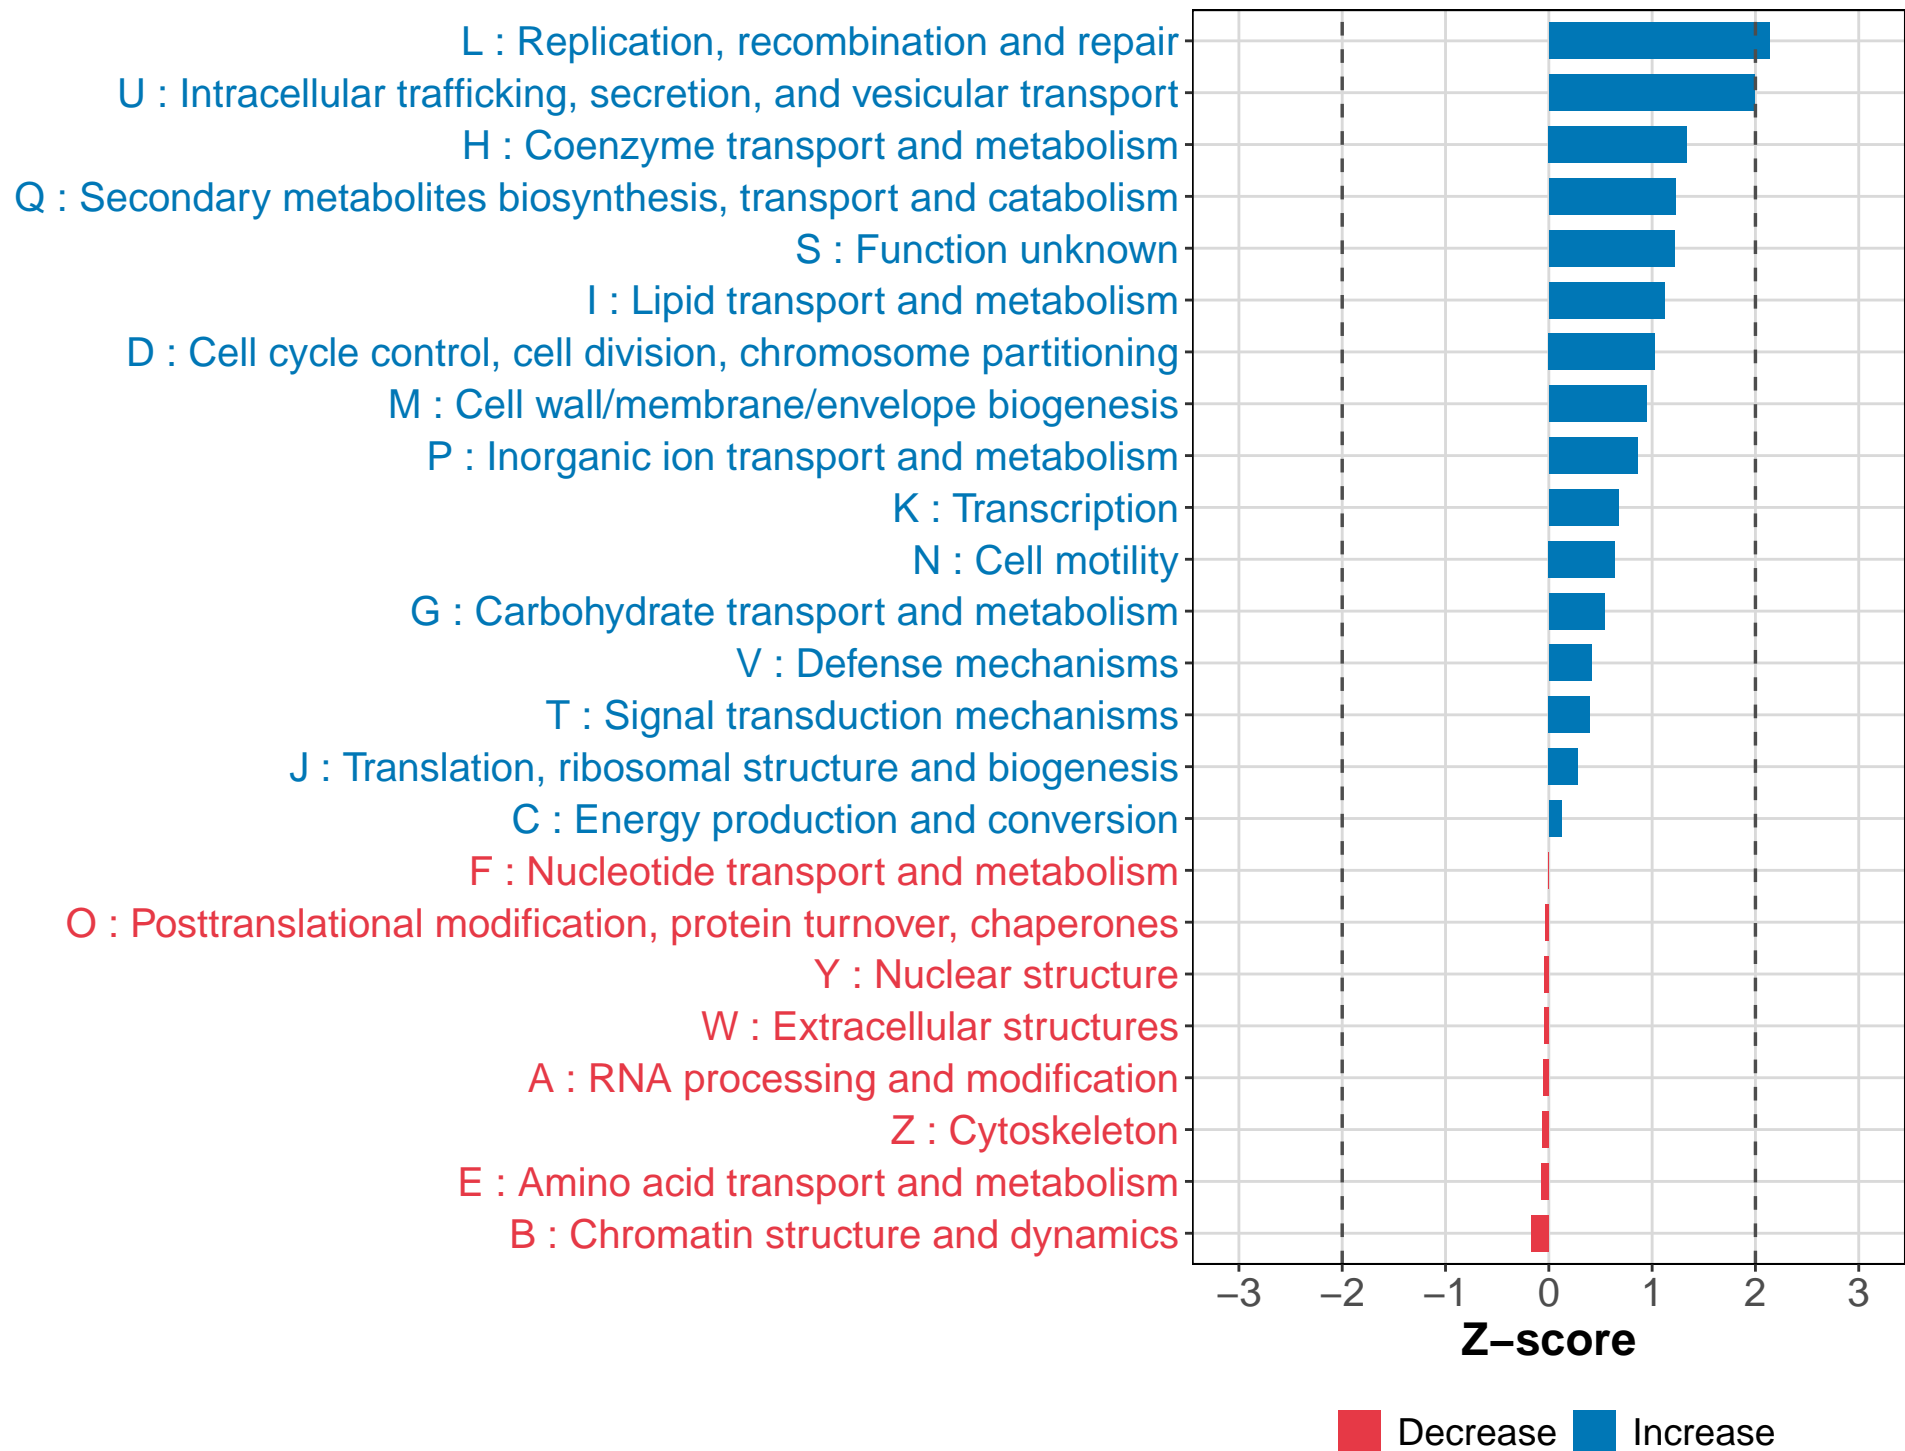 L : Replication, recombination and repair
U : Intracellular trafficking, secretion, and vesicular transport
H : Coenzyme transport and metabolism
Q : Secondary metabolites biosynthesis, transport and catabolism
S : Function unknown
I : Lipid transport and metabolism
D : Cell cycle control, cell division, chromosome partitioning
M : Cell wall/membrane/envelope biogenesis
P : Inorganic ion transport and metabolism
K : Transcription
N : Cell motility
G : Carbohydrate transport and metabolism
V : Defense mechanisms
T : Signal transduction mechanisms
J : Translation, ribosomal structure and biogenesis
C : Energy production and conversion
F : Nucleotide transport and metabolism
O : Posttranslational modification, protein turnover, chaperones
Y : Nuclear structure
W : Extracellular structures
A : RNA processing and modification
Z : Cytoskeleton
E : Amino acid transport and metabolism
B : Chromatin structure and dynamics
−3 −2 −1 0 1 2 3
Z−score
Decrease Increase